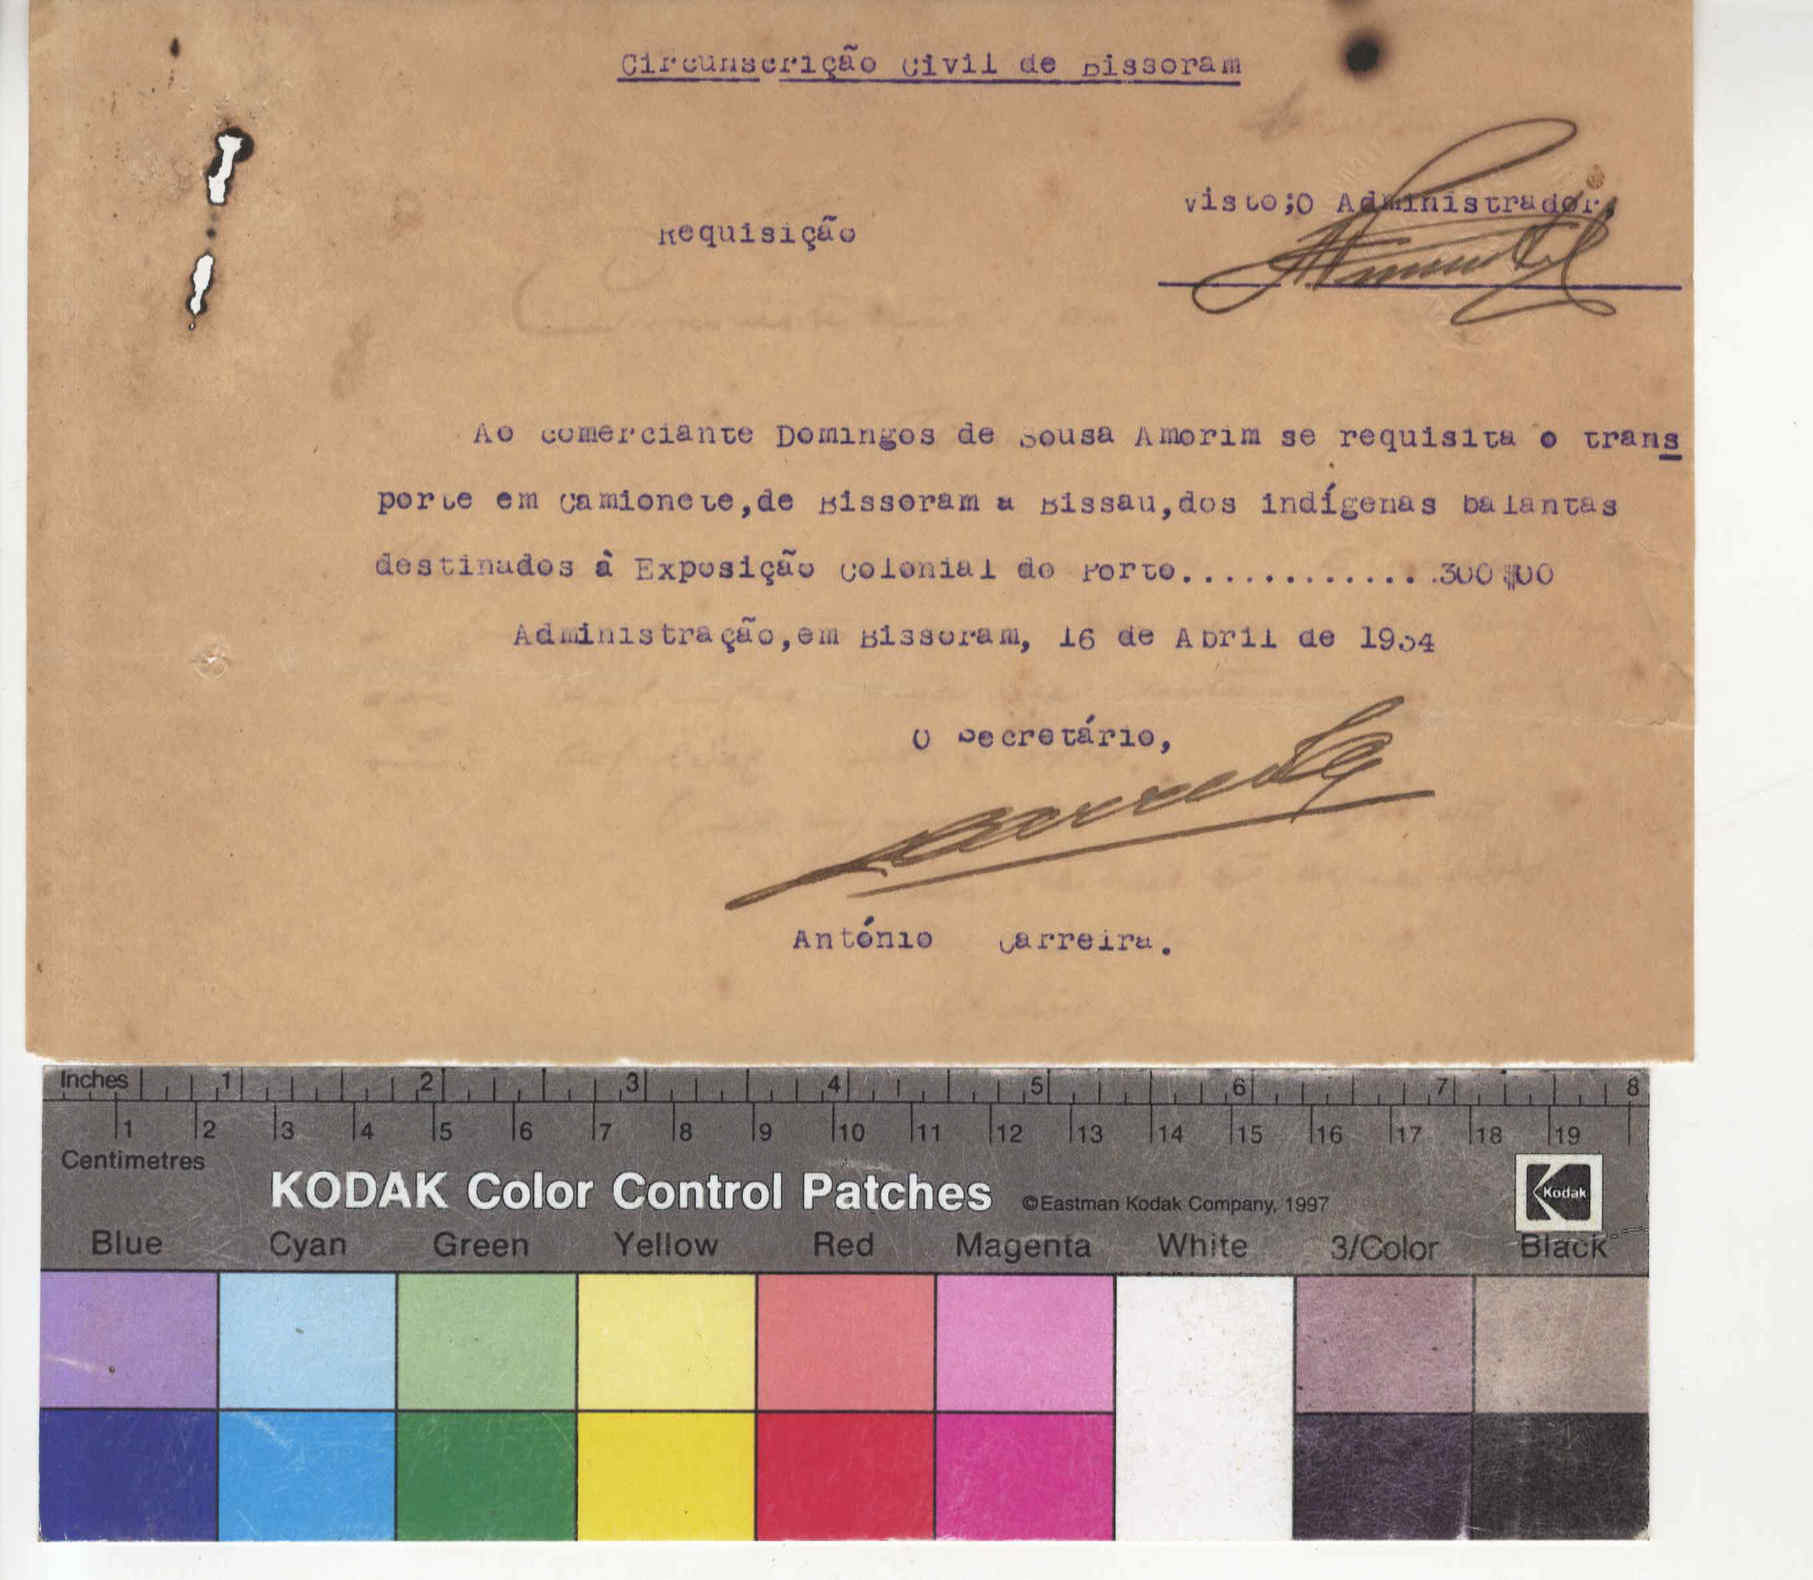 Circunscrição Civil de Bissoram
Visto;O Administrador,
Requisição
Ao comerciante Domingos de Sousa Amorim se requisita o trans
porte em camionete,de Bissoram a Bissau,dos indígenas balantas
destinados à Exposição Colonial do Porto..............300$00
Administração,em Bissoram, 16 de Abril de 1934
O Secretário,
António Carreira.
Inches 1 2 3 4 5 6 7 8
1 2 3 4 5 6 7 8 9 10 11 12 13 14 15 16 17 18 19
Centimetres
KODAK Color Control Patches ©Eastman Kodak Company, 1997 Kodak
Blue Cyan Green Yellow Red Magenta White 3/Color Black